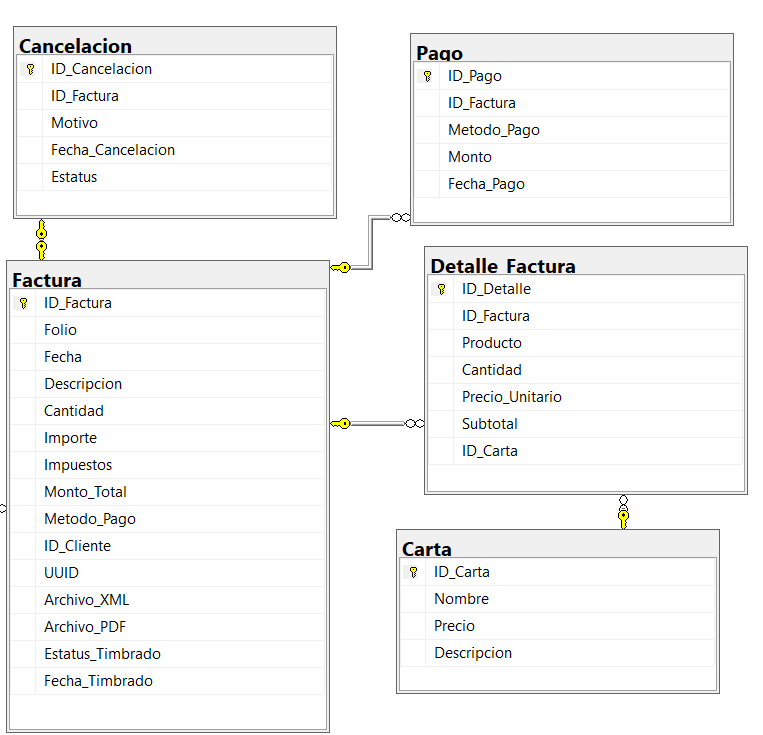 Cancelacion
ID_Cancelacion
ID_Factura
Motivo
Fecha_Cancelacion
Estatus
Pago
ID_Pago
ID_Factura
Metodo_Pago
Monto
Fecha_Pago
Factura
ID_Factura
Folio
Fecha
Descripcion
Cantidad
Importe
Impuestos
Monto_Total
Metodo_Pago
ID_Cliente
UUID
Archivo_XML
Archivo_PDF
Estatus_Timbrado
Fecha_Timbrado
Detalle_Factura
ID_Detalle
ID_Factura
Producto
Cantidad
Precio_Unitario
Subtotal
ID_Carta
Carta
ID_Carta
Nombre
Precio
Descripcion